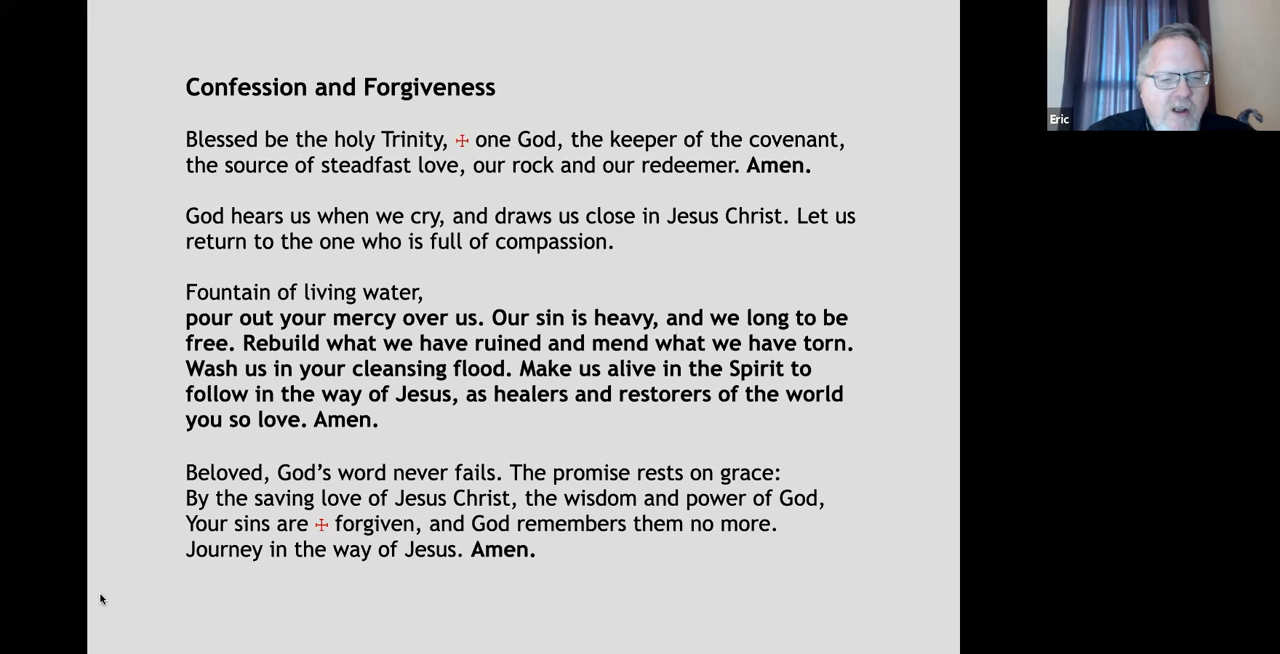 Confession and Forgiveness
Blessed be the holy Trinity, ☩ one God, the keeper of the covenant,
the source of steadfast love, our rock and our redeemer. Amen.
God hears us when we cry, and draws us close in Jesus Christ. Let us
return to the one who is full of compassion.
Fountain of living water,
pour out your mercy over us. Our sin is heavy, and we long to be
free. Rebuild what we have ruined and mend what we have torn.
Wash us in your cleansing flood. Make us alive in the Spirit to
follow in the way of Jesus, as healers and restorers of the world
you so love. Amen.
Beloved, God’s word never fails. The promise rests on grace:
By the saving love of Jesus Christ, the wisdom and power of God,
Your sins are ☩ forgiven, and God remembers them no more.
Journey in the way of Jesus. Amen.
Eric